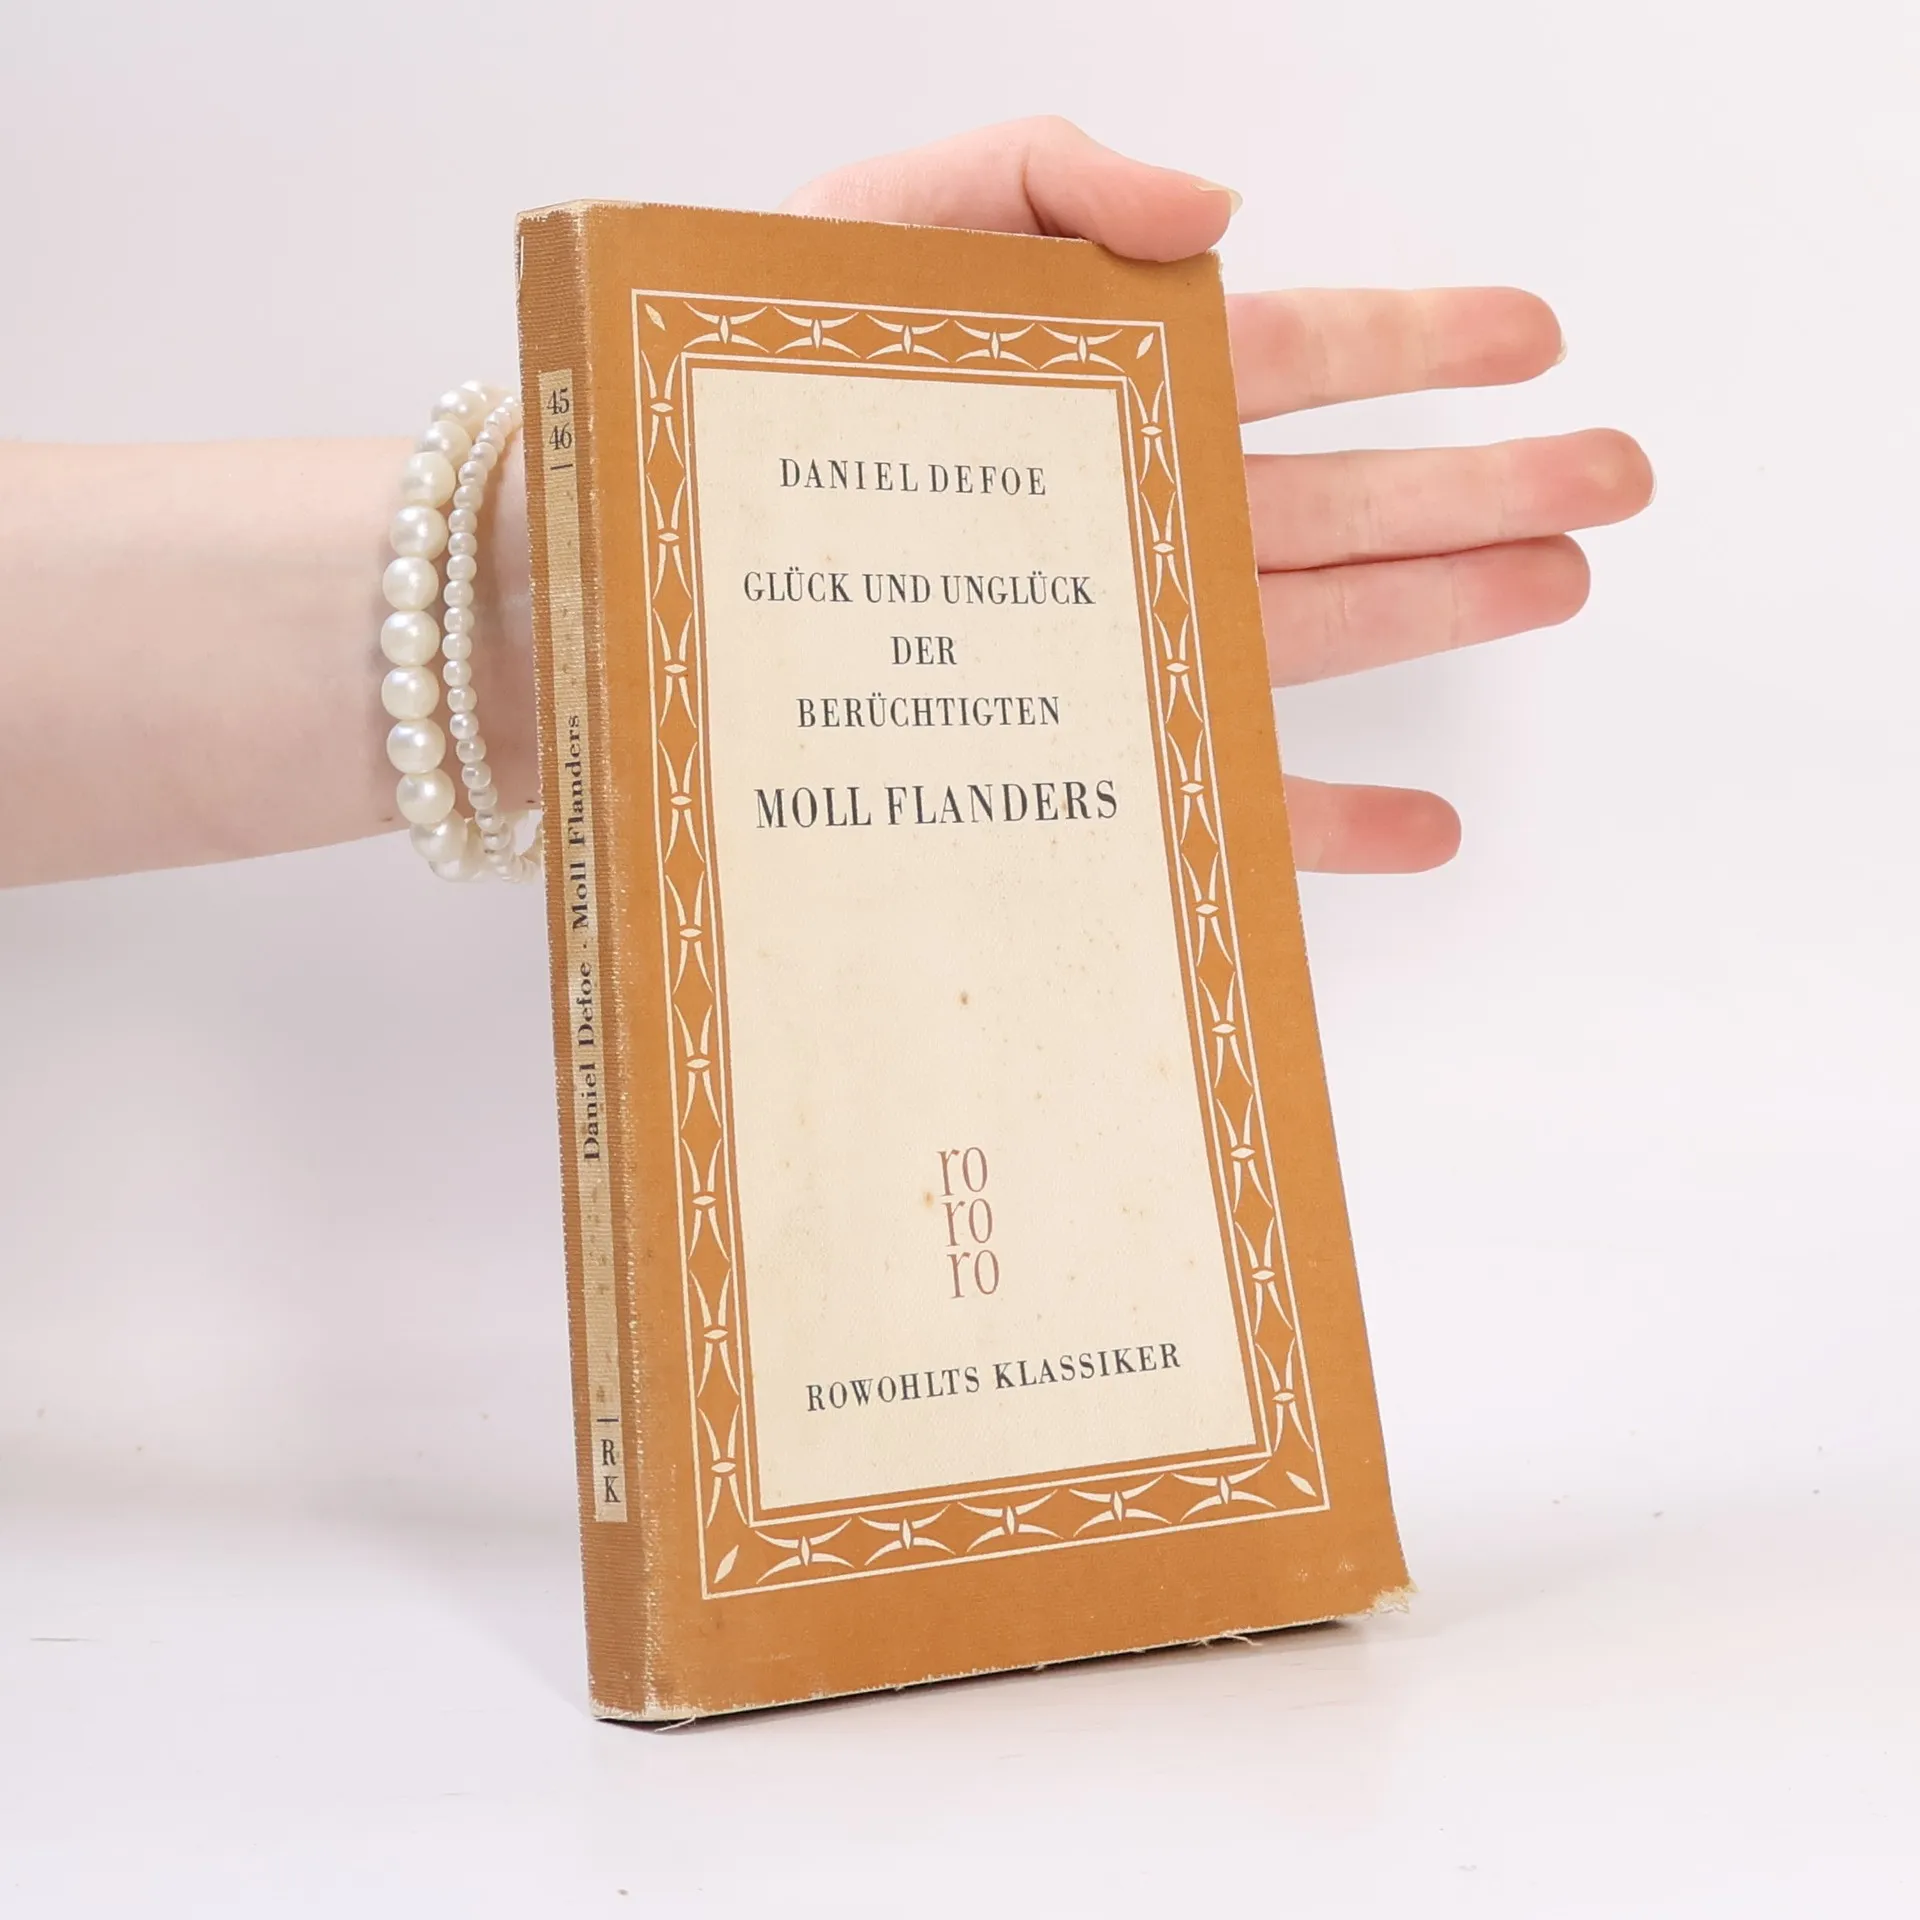 45
46
Daniel Defoe · Moll Flanders
R
K
DANIEL DEFOE
GLÜCK UND UNGLÜCK
DER
BERÜCHTIGTEN
MOLL FLANDERS
ro
ro
ro
ROWOHLTS KLASSIKER